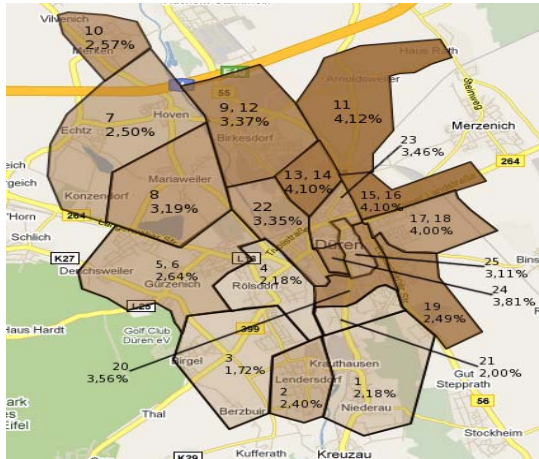 Vilvenich
10
2,57%
Merken
9, 12
3,37%
Birkesdorf
55
Haus Rath
Arnoldsweiler
11
4,12%
Steinweg
Merzenich
7
2,50%
Echtz
Hoven
23
3,46%
264
Konzendorf
Mariaweiler
8
3,19%
13, 14
4,10%
15, 16
4,10%
D'Horn
264
Schlich
22
3,35%
17, 18
4,00%
K27
Düren
Derichsweiler
5, 6
2,64%
Gürzenich
4
2,18%
Rölsdorf
25
3,11%
24
3,81%
L25
19
2,49%
Haus Hardt
Golf Club
Düren eV
399
20
3,56%
Birgel
3
1,72%
Krauthausen
21
2,00%
Gut
Stepprath
Lendersdorf
2
2,40%
1
2,18%
Niederau
56
Thal
Berzbuir
Stockheim
Kufferath
Kreuzau
K29